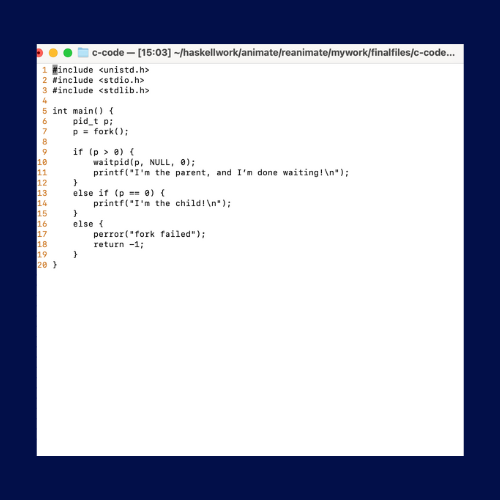 c-code — [15:03] ~/haskellwork/animate/reanimate/mywork/finalfiles/c-code...
1 #include <unistd.h>
2 #include <stdio.h>
3 #include <stdlib.h>
4
5 int main() {
6     pid_t p;
7     p = fork();
8
9     if (p > 0) {
10         waitpid(p, NULL, 0);
11         printf("I'm the parent, and I'm done waiting!\n");
12     }
13     else if (p == 0) {
14         printf("I'm the child!\n");
15     }
16     else {
17         perror("fork failed");
18         return -1;
19     }
20 }